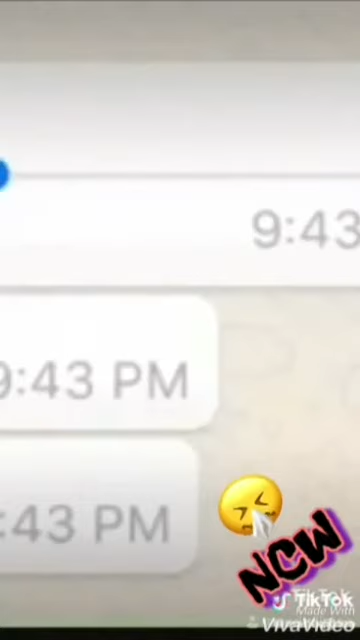 9:43
9:43 PM
:43 PM
NCW
TikTok
Made With
VivaVideo